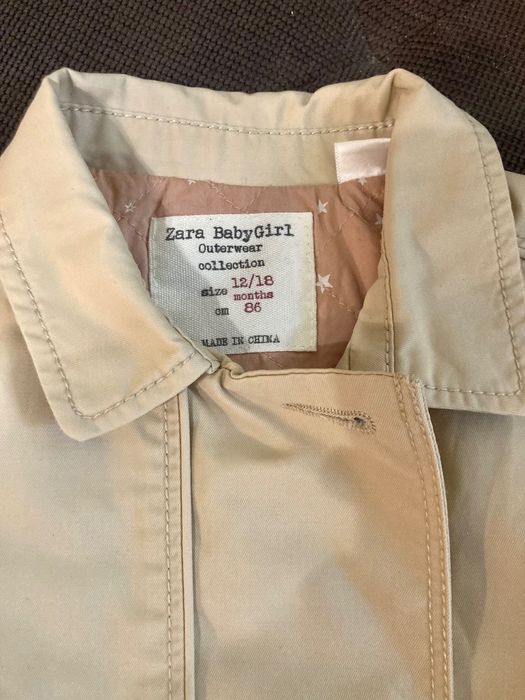 Zara BabyGirl
Outerwear
collection
size 12/18
months
cm 86
MADE IN CHINA